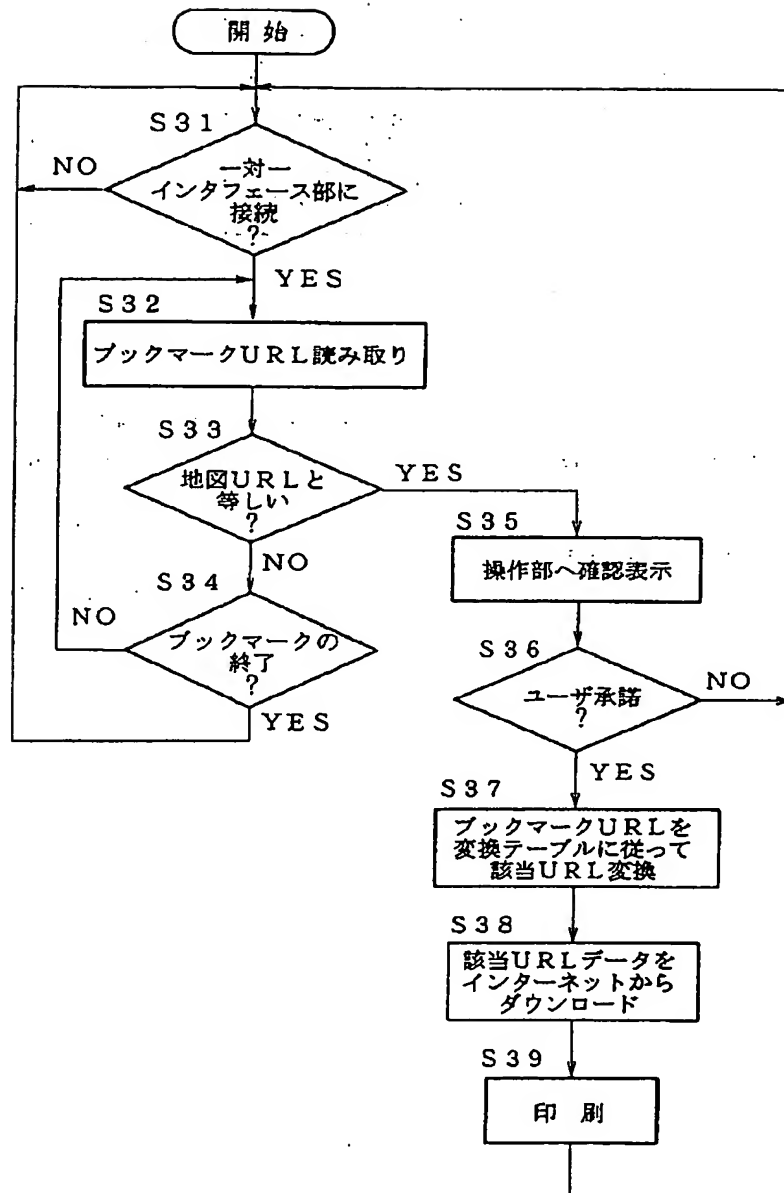 開始
S31
NO
一対一
インタフェース部に
接続
?
YES
S32
ブックマークURL読み取り
S33
地図URLと
等しい
?
YES
NO
S34
NO
ブックマークの
終了
?
YES
S35
操作部へ確認表示
S36
ユーザ承諾
?
NO
YES
S37
ブックマークURLを
変換テーブルに従って
該当URL変換
S38
該当URLデータを
インターネットから
ダウンロード
S39
印刷